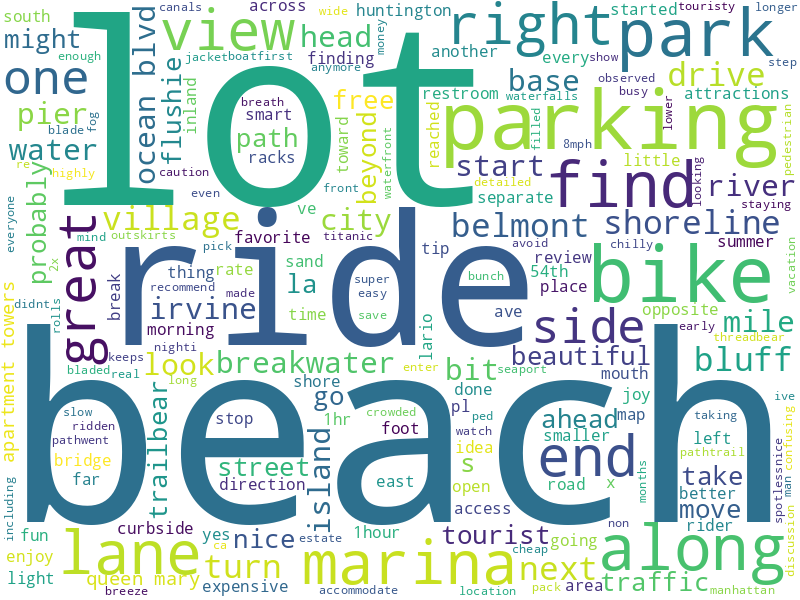 south
canals
across
wide
huntington
touristy
started
longer
might
ocean blvd
view
head
right
park
enough
jacket
boat
first
finding
another
every
show
step
one
lot
money
anymore
observed
busy
flushie
inland
breath
smart
path
racks
free
base
drive
restroom
waterfalls
attractions
pier
blade
fog
toward
beyond
reached
parking
filled
8mph
lower
pedestrian
water
caution
waterfront
start
little
looking
re
highly
even
front
detailed
separate
find
river
staying
everyone
probably
great
village
ve
city
belmont
shoreline
mind
outskirts
pick
favorite
titanic
tip
avoid
chilly
summer
2x
break
thing
rate
sand
ride
review
54th
bike
vacation
recommend
made
la
super
easy
place
didnt
rolls
irvine
time
save
bunch
ave
opposite
early
threadbear
morning
lario
side
mile
apartment towers
keeps
nighti
beautiful
bladed
real
look
breakwater
enter
seaport
bit
mouth
bluff
long
shore
crowded
done
joy
taking
ive
trailbear
slow
ridden
pathwent
beach
go
1hr
ped
pl
ahead
map
left
stop
foot
watch
smaller
pathtrail
bridge
street
idea
end
confusing
far
direction
island
east
s
open
road
x
months
take
better
spotlessnice
man
including
access
move
rider
discussion
fun
yes
curbside
nice
1hour
tourist
going
non
along
enjoy
lane
turn
ca
estate
marina
next
cheap
light
queen mary
expensive
pack
area
traffic
breeze
accommodate
location
manhattan